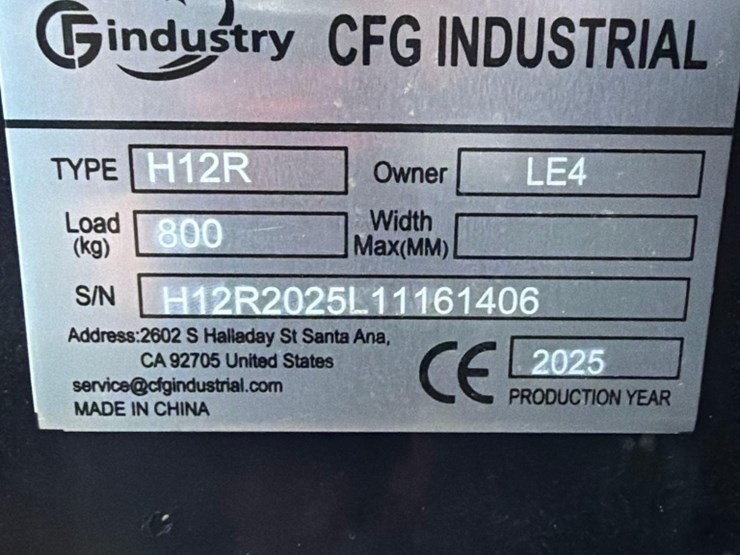 Gindustry CFG INDUSTRIAL
TYPE H12R Owner LE4
Load (kg) 800 Width Max(MM)
S/N H12R2025L11161406
Address:2602 S Halladay St Santa Ana,
CA 92705 United States
service@cfgindustrial.com
MADE IN CHINA
CE 2025
PRODUCTION YEAR